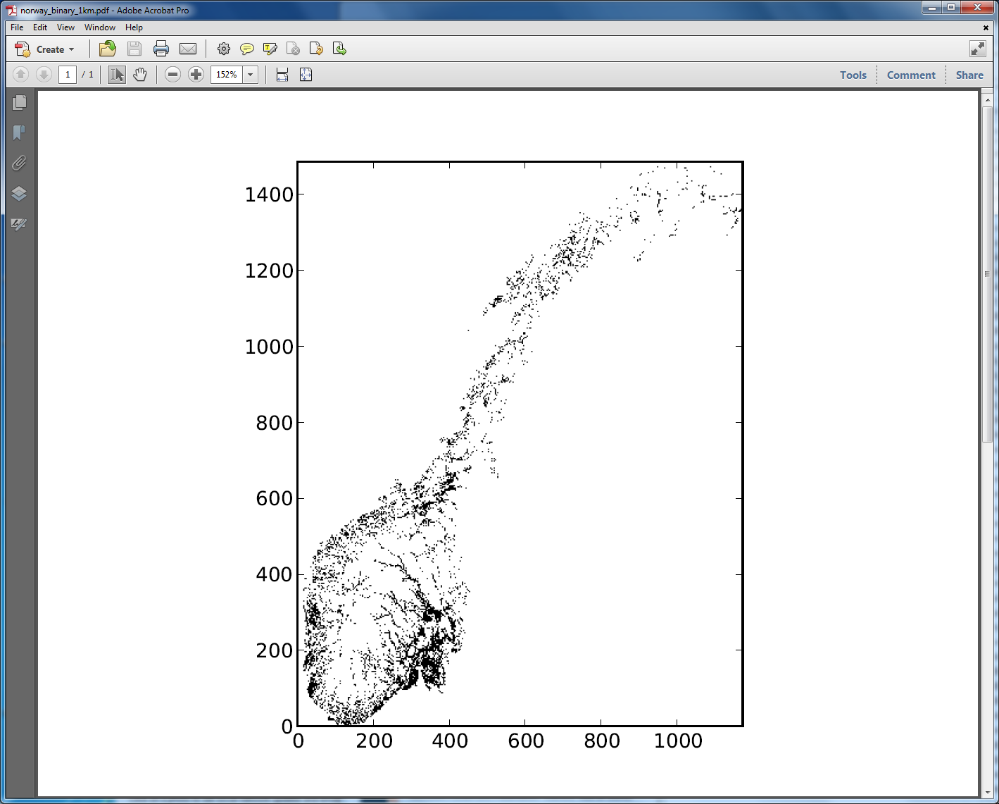 norway_binary_1km.pdf - Adobe Acrobat Pro
File Edit View Window Help
Create
1 / 1 152% Tools Comment Share
1400
1200
1000
800
600
400
200
0
0 200 400 600 800 1000